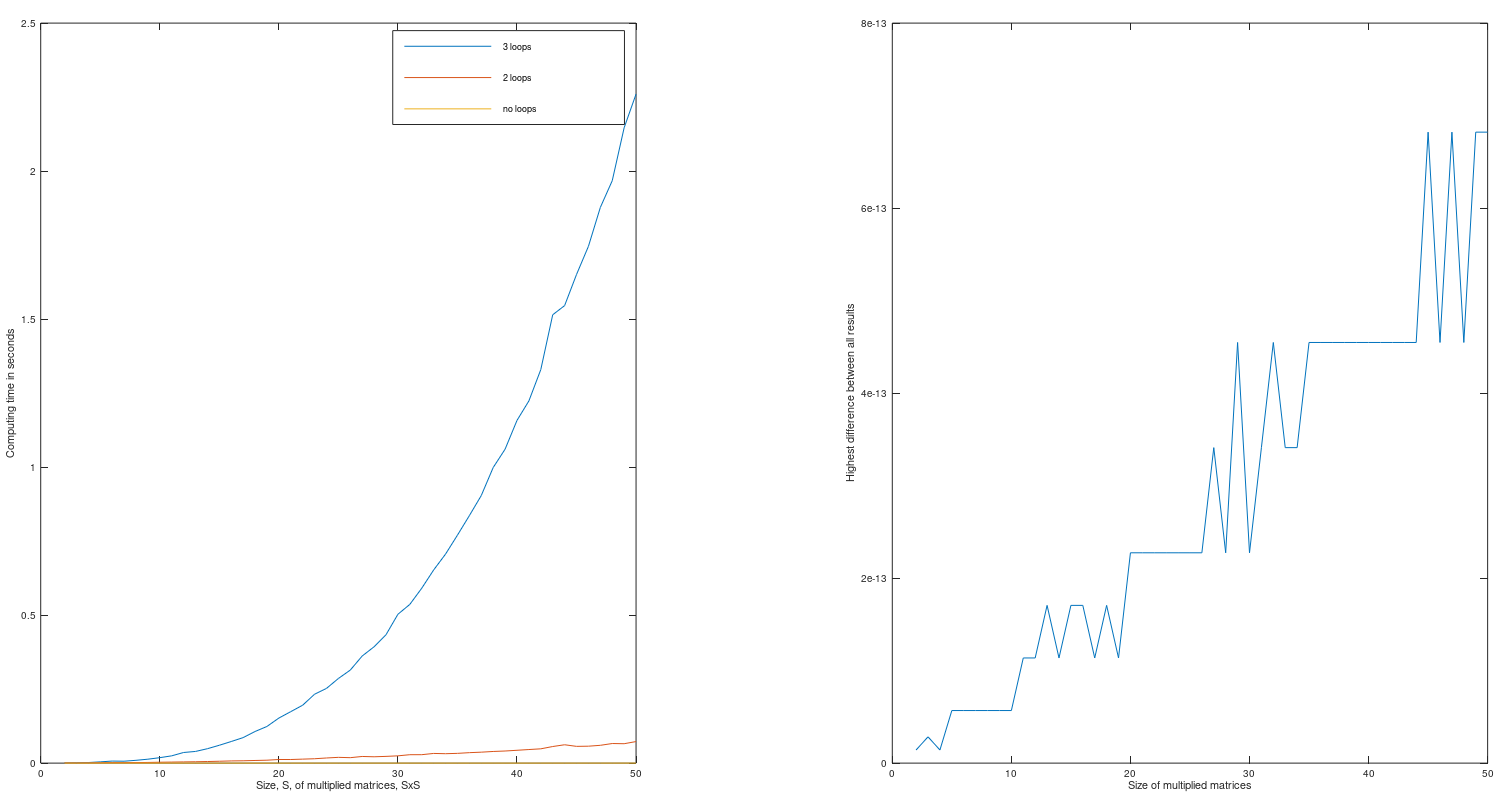 2.5
2
1.5
1
0.5
0
Computing time in seconds
3 loops
2 loops
no loops
0 10 20 30 40 50
Size, S, of multiplied matrices, SxS
8e-13
6e-13
4e-13
2e-13
0
Highest difference between all results
0 10 20 30 40 50
Size of multiplied matrices